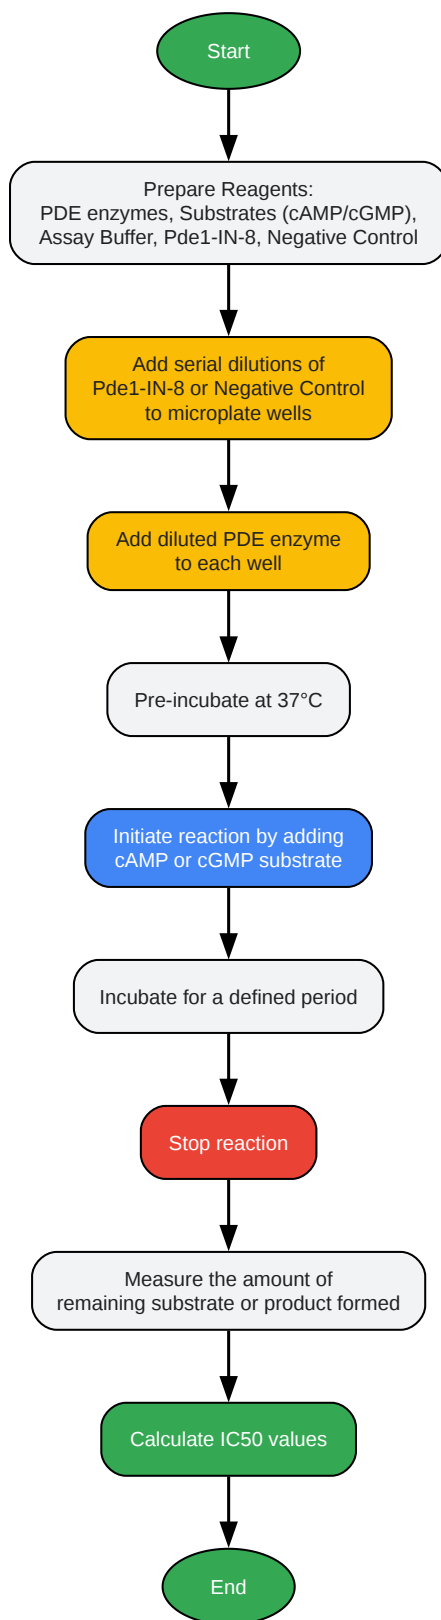 Start
Prepare Reagents:
PDE enzymes, Substrates (cAMP/cGMP),
Assay Buffer, Pde1-IN-8, Negative Control
Add serial dilutions of
Pde1-IN-8 or Negative Control
to microplate wells
Add diluted PDE enzyme
to each well
Pre-incubate at 37°C
Initiate reaction by adding
cAMP or cGMP substrate
Incubate for a defined period
Stop reaction
Measure the amount of
remaining substrate or product formed
Calculate IC50 values
End